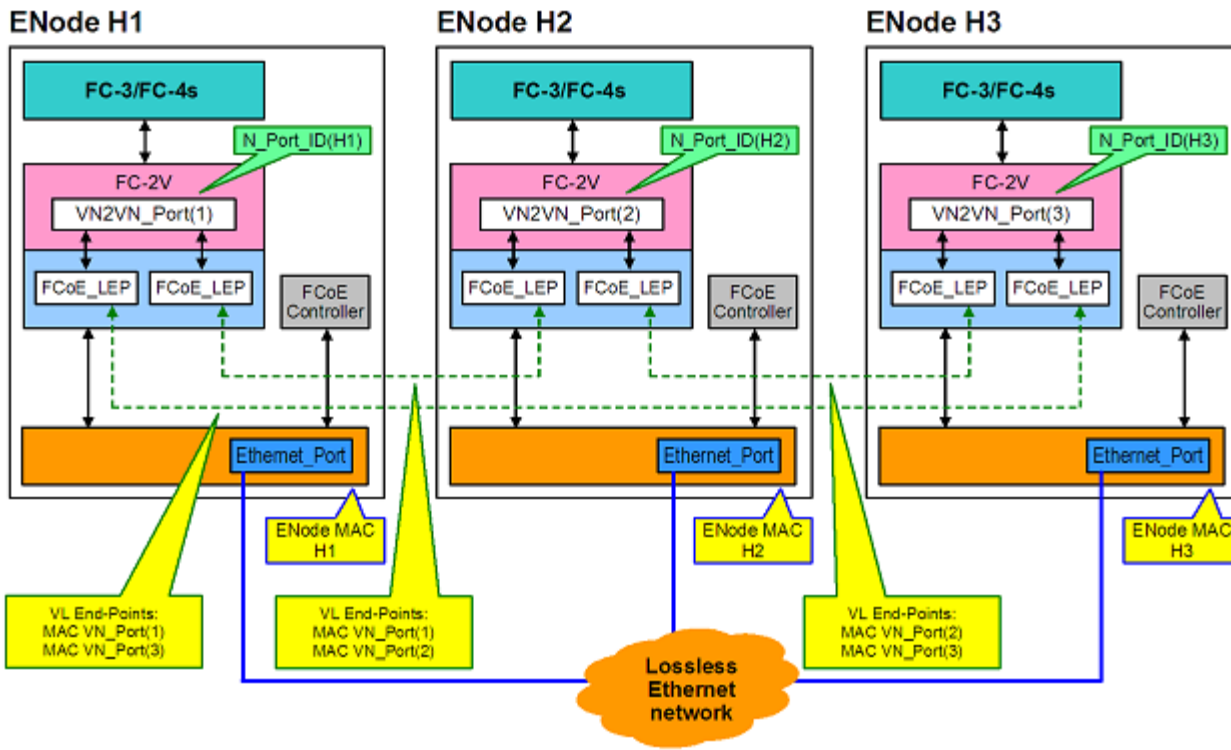 ENode H1
ENode H2
ENode H3
FC-3/FC-4s
FC-3/FC-4s
FC-3/FC-4s
N_Port_ID(H1)
N_Port_ID(H2)
N_Port_ID(H3)
FC-2V
FC-2V
FC-2V
VN2VN_Port(1)
VN2VN_Port(2)
VN2VN_Port(3)
FCoE_LEP
FCoE_LEP
FCoE
Controller
FCoE_LEP
FCoE_LEP
FCoE
Controller
FCoE_LEP
FCoE_LEP
FCoE
Controller
Ethernet_Port
Ethernet_Port
Ethernet_Port
ENode MAC
H1
ENode MAC
H2
ENode MAC
H3
VL End-Points:
MAC VN_Port(1)
MAC VN_Port(3)
VL End-Points:
MAC VN_Port(1)
MAC VN_Port(2)
VL End-Points:
MAC VN_Port(2)
MAC VN_Port(3)
Lossless
Ethernet
network